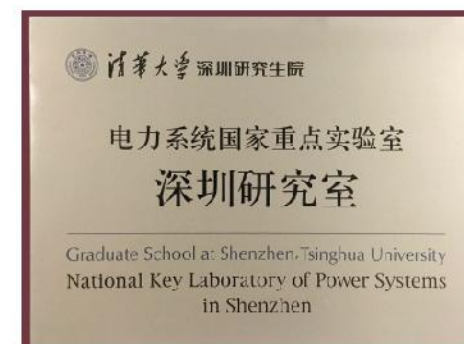 清华大学 深圳研究生院
电力系统国家重点实验室
深圳研究室
Graduate School at Shenzhen, Tsinghua University
National Key Laboratory of Power Systems
in Shenzhen